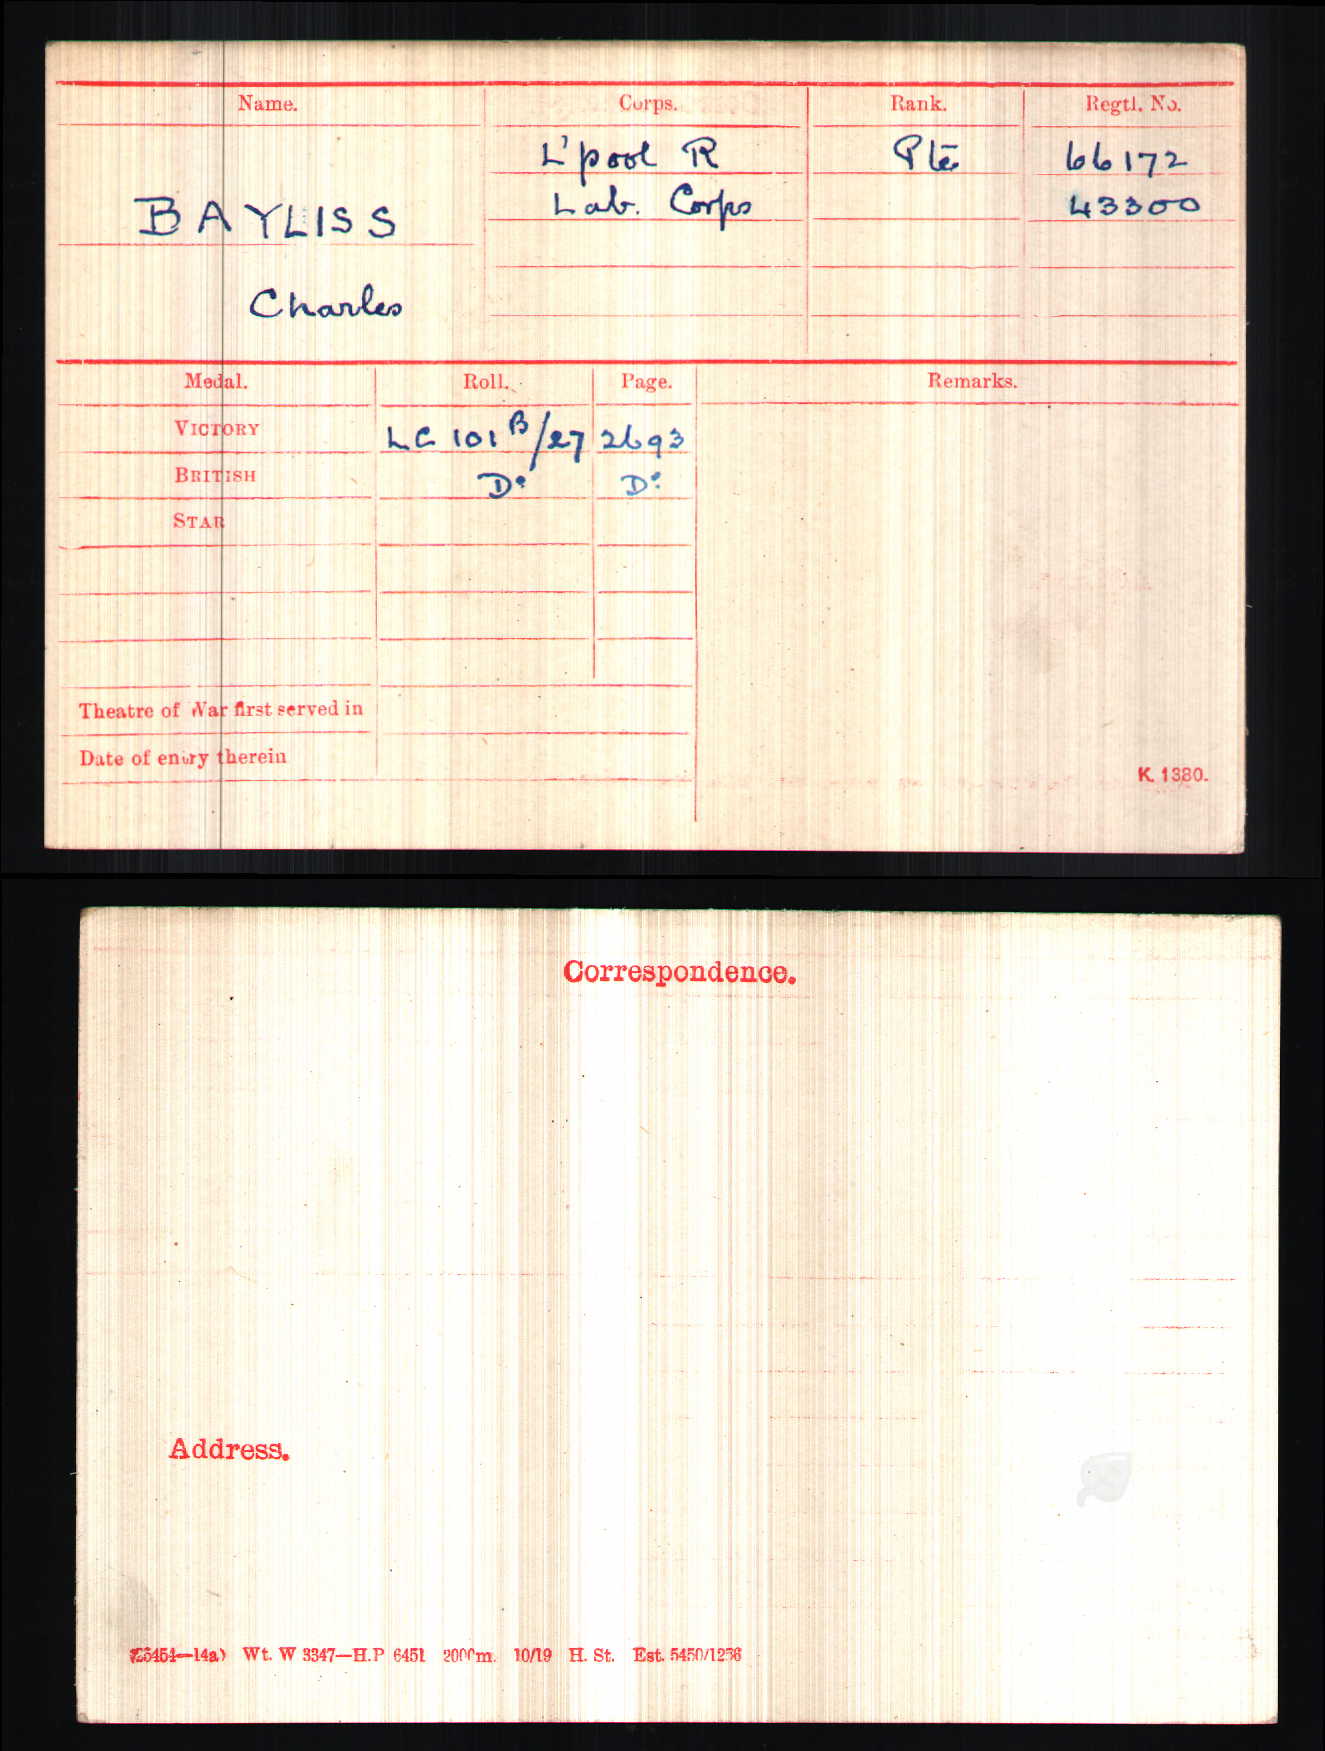 Name. Corps. Rank. Regtl. No.
L'pool R Pte 66172
BAYLISS Lab. Corps 43300
Charles
Medal. Roll. Page. Remarks.
VICTORY LC 101 B/27 2693
BRITISH Do Do
STAR
Theatre of War first served in
Date of entry therein
K. 1380.
Correspondence.
Address.
Wt. W 3347—H.P 6451 2000m. 10/19 H. St. Est. 5450/1256